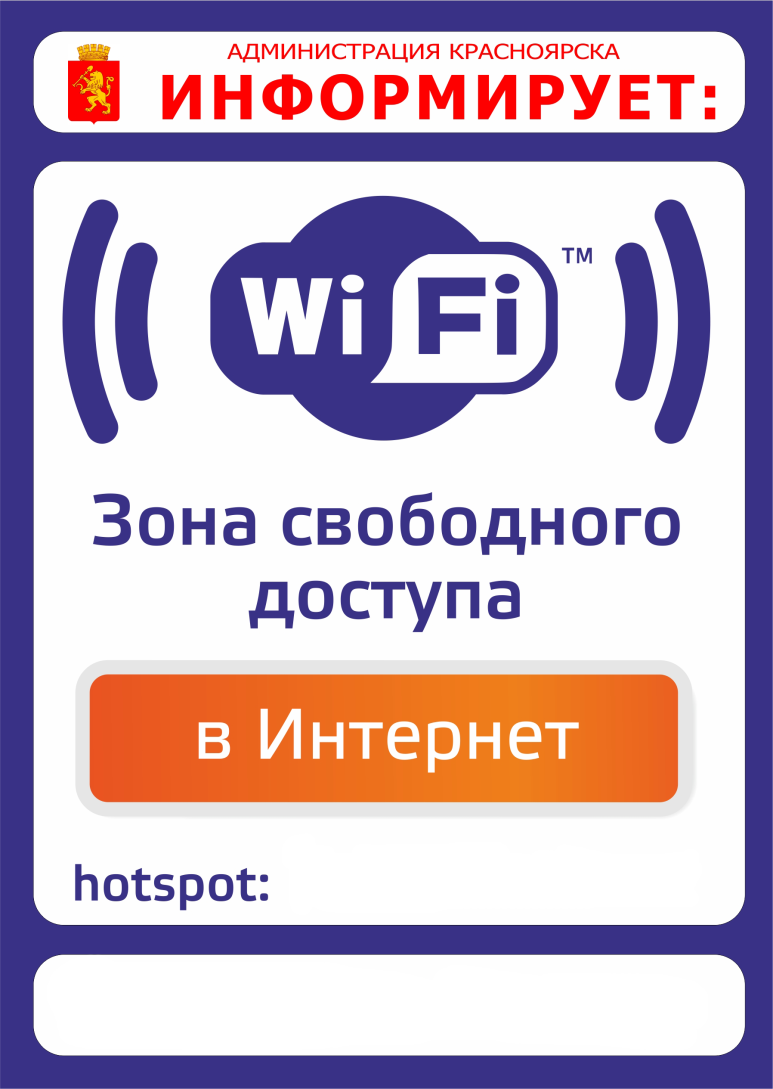 АДМИНИСТРАЦИЯ КРАСНОЯРСКА
ИНФОРМИРУЕТ:
Wi Fi TM
Зона свободного
доступа
в Интернет
hotspot: